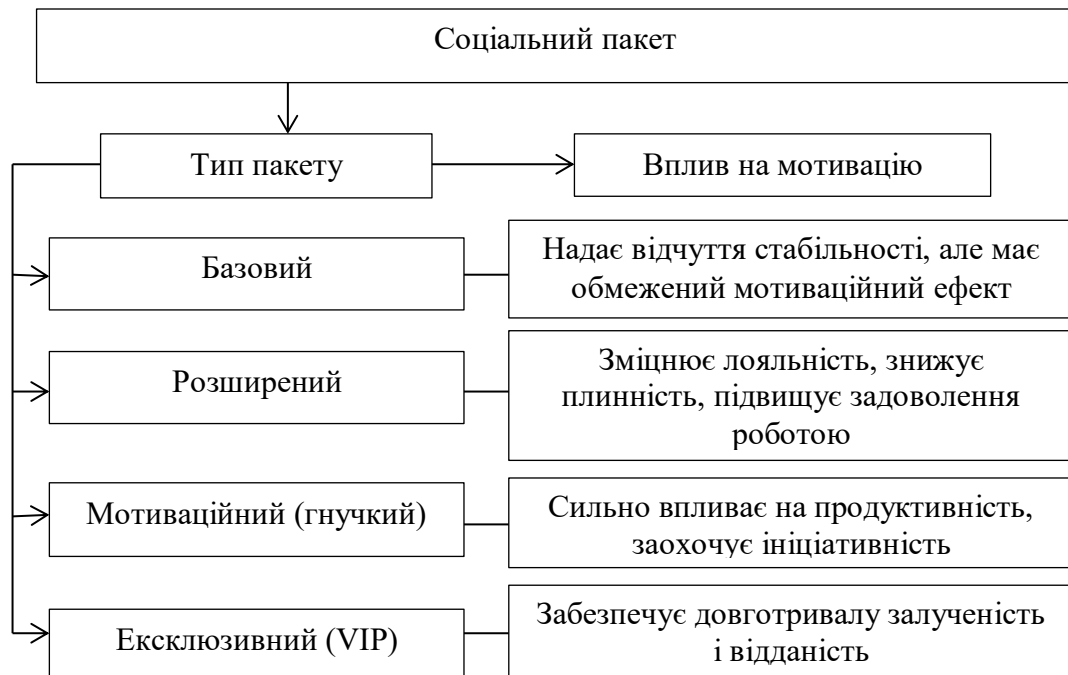 Соціальний пакет
Тип пакету
Вплив на мотивацію
Базовий
Надає відчуття стабільності, але має
обмежений мотиваційний ефект
Розширений
Зміцнює лояльність, знижує
плинність, підвищує задоволення
роботою
Мотиваційний (гнучкий)
Сильно впливає на продуктивність,
заохочує ініціативність
Ексклюзивний (VIP)
Забезпечує довготривалу залученість
і відданість